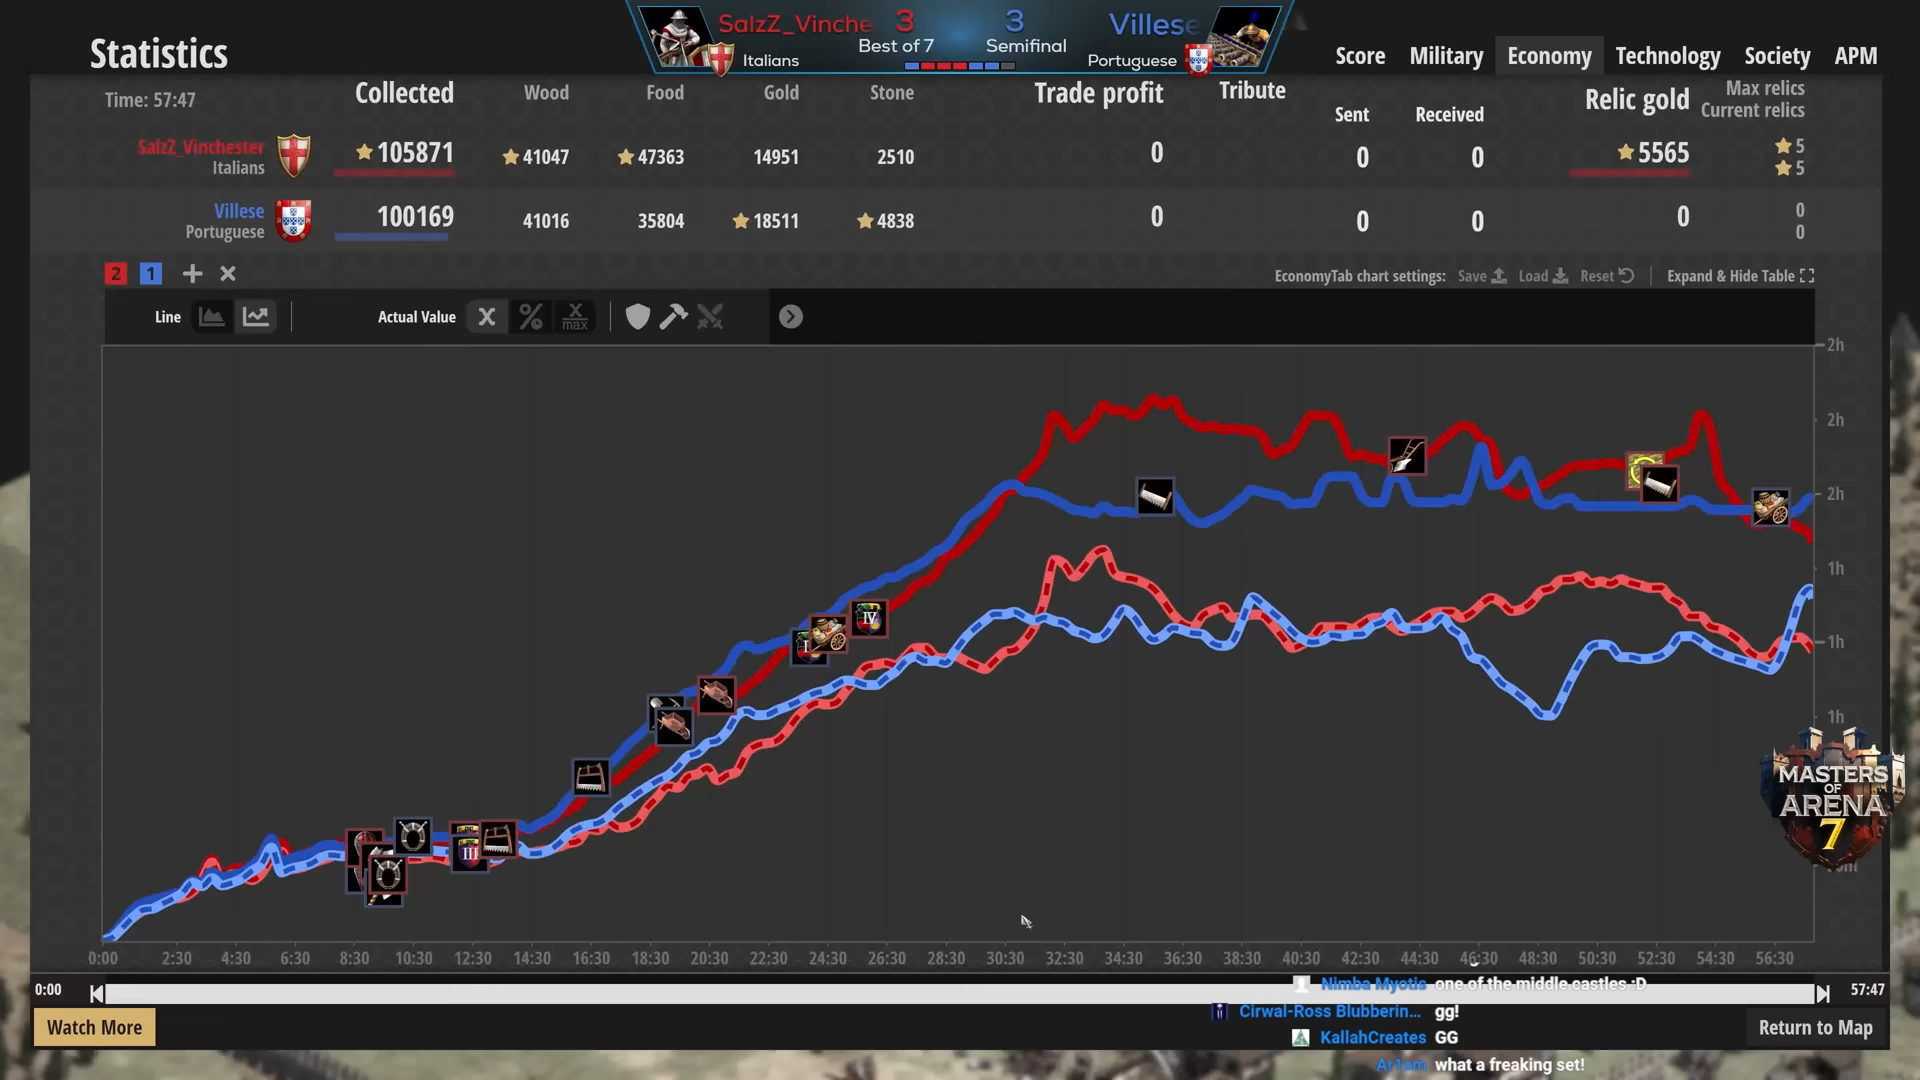 SalzZ_Vinche 3 3 Villese
Best of 7 Semifinal
Italians Portuguese
Statistics
Score Military Economy Technology Society APM
Time: 57:47
Collected Wood Food Gold Stone Trade profit Tribute Sent Received Relic gold Max relics
Current relics
SalzZ_Vinchester
Italians
105871 41047 47363 14951 2510 0 0 0 5565 5
5
Villese
Portuguese
100169 41016 35804 18511 4838 0 0 0 0 0
0
2 1
EconomyTab chart settings: Save Load Reset Expand & Hide Table
Line Actual Value X % X
max
2h
2h
2h
1h
1h
1h
IV
III
MASTERS
OF
ARENA
7
0:00 2:30 4:30 6:30 8:30 10:30 12:30 14:30 16:30 18:30 20:30 22:30 24:30 26:30 28:30 30:30 32:30 34:30 36:30 38:30 40:30 42:30 44:30 46:30 48:30 50:30 52:30 54:30 56:30
0:00 57:47
Nimba Myotis one of the middle castles :D
Cirwal-Ross Blubberin... gg!
KallahCreates GG
Ar1am what a freaking set!
Watch More
Return to Map